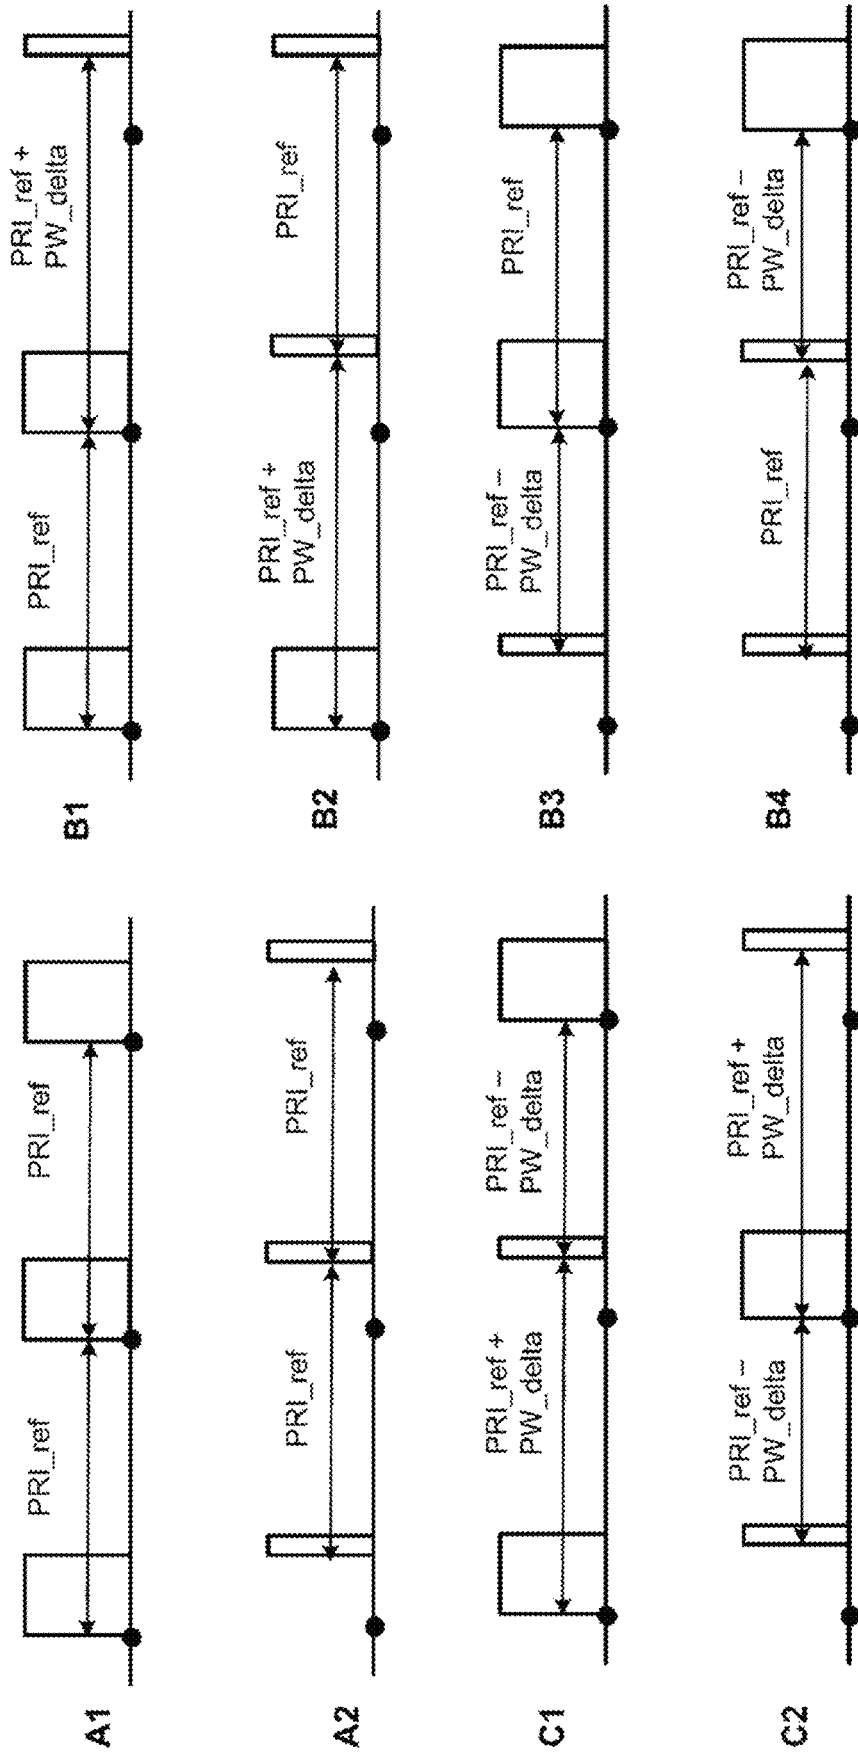 A1
PRI_ref
PRI_ref
B1
PRI_ref
PRI_ref +
PW_delta
A2
PRI_ref
PRI_ref
B2
PRI_ref +
PW_delta
PRI_ref
C1
PRI_ref +
PW_delta
PRI_ref –
PW_delta
B3
PRI_ref –
PW_delta
PRI_ref
C2
PRI_ref –
PW_delta
PRI_ref +
PW_delta
B4
PRI_ref
PRI_ref –
PW_delta